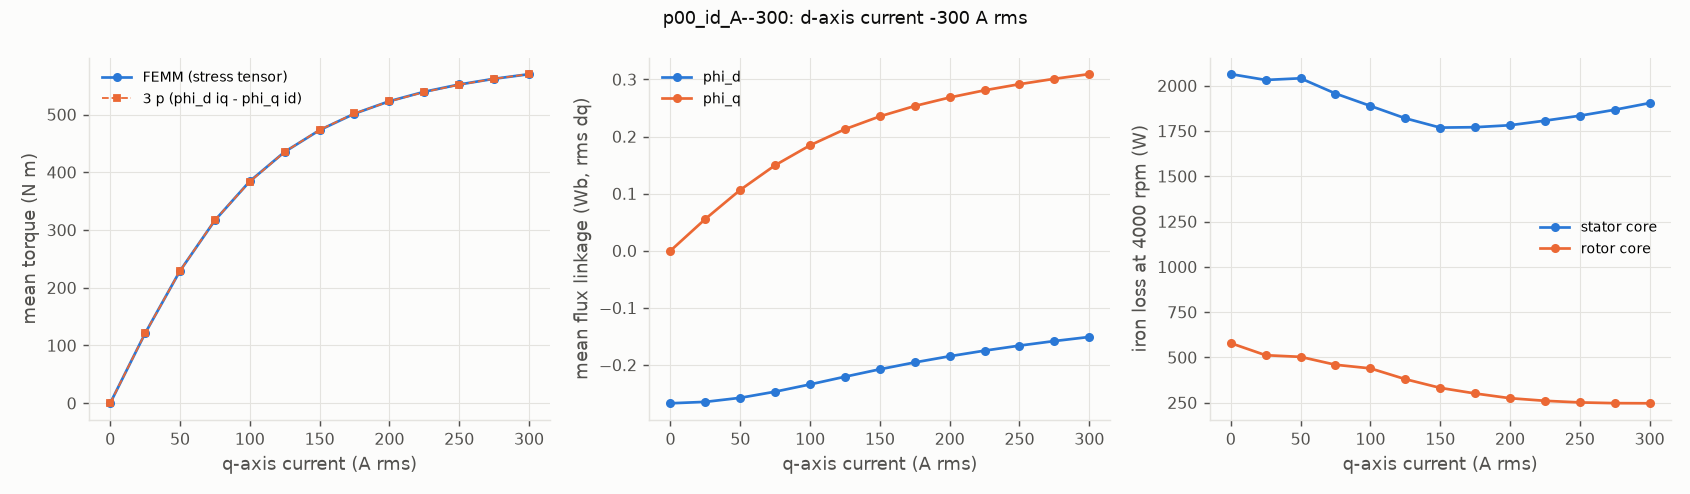 p00_id_A--300: d-axis current -300 A rms
mean torque (N m)
500
400
300
200
100
0
FEMM (stress tensor)
3 p (phi_d iq - phi_q id)
0 50 100 150 200 250 300
q-axis current (A rms)
mean flux linkage (Wb, rms dq)
0.3
0.2
0.1
0.0
−0.1
−0.2
phi_d
phi_q
0 50 100 150 200 250 300
q-axis current (A rms)
iron loss at 4000 rpm (W)
2000
1750
1500
1250
1000
750
500
250
stator core
rotor core
0 50 100 150 200 250 300
q-axis current (A rms)